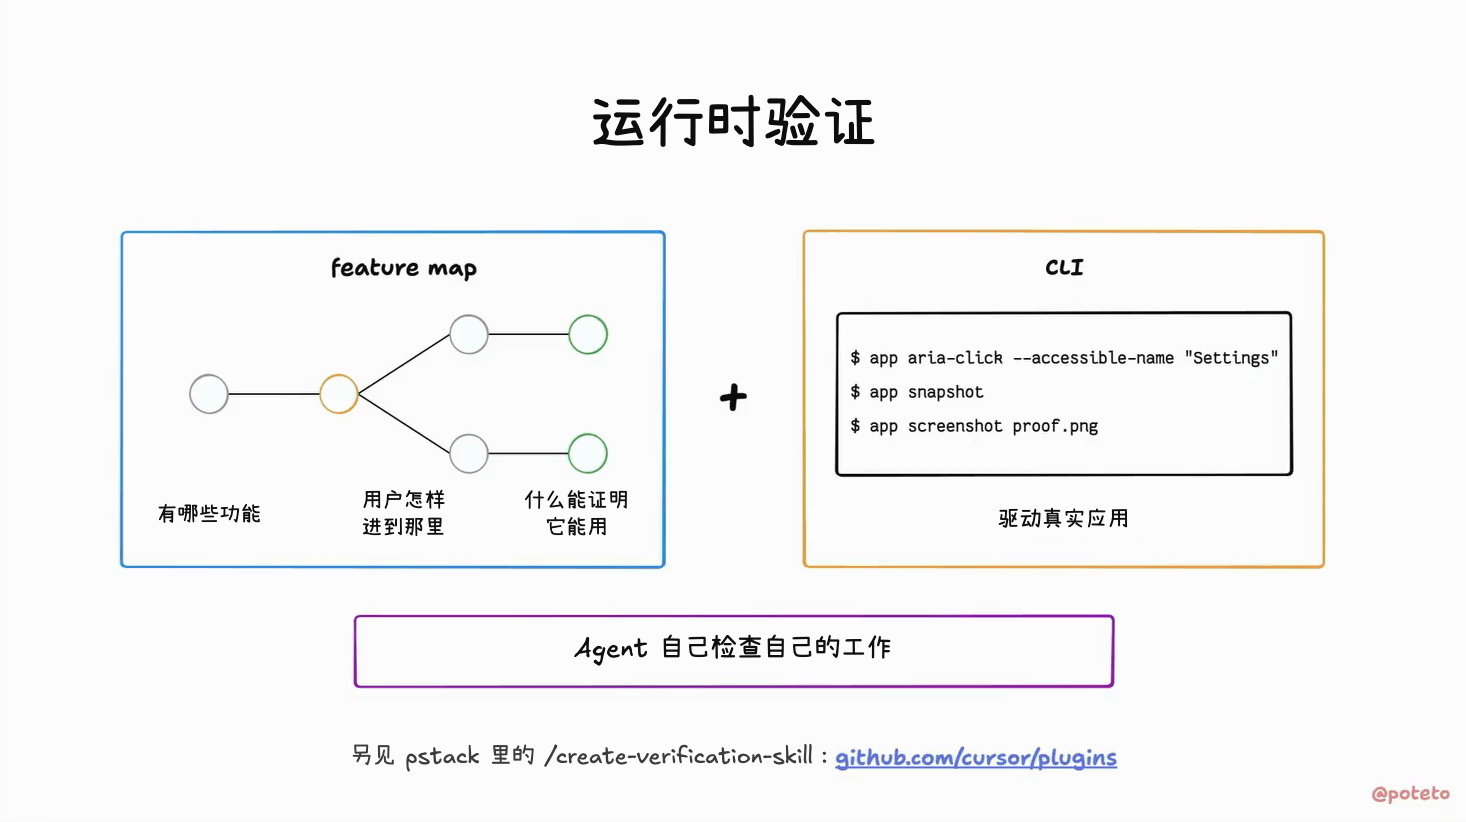 运行时验证
feature map
有哪些功能
用户怎样
进到那里
什么能证明
它能用
+
CLI
$ app aria-click --accessible-name "Settings"
$ app snapshot
$ app screenshot proof.png
驱动真实应用
Agent 自己检查自己的工作
另见 pstack 里的 /create-verification-skill : github.com/cursor/plugins
@poteto